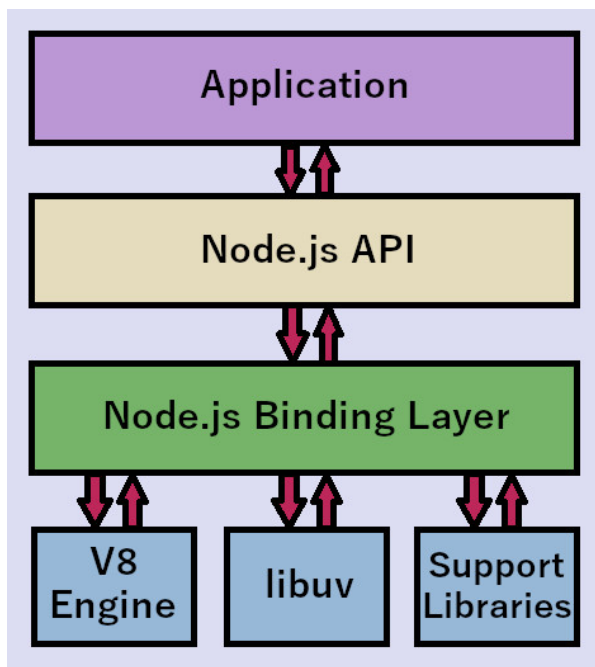 Application
Node.js API
Node.js Binding Layer
V8
Engine
libuv
Support
Libraries